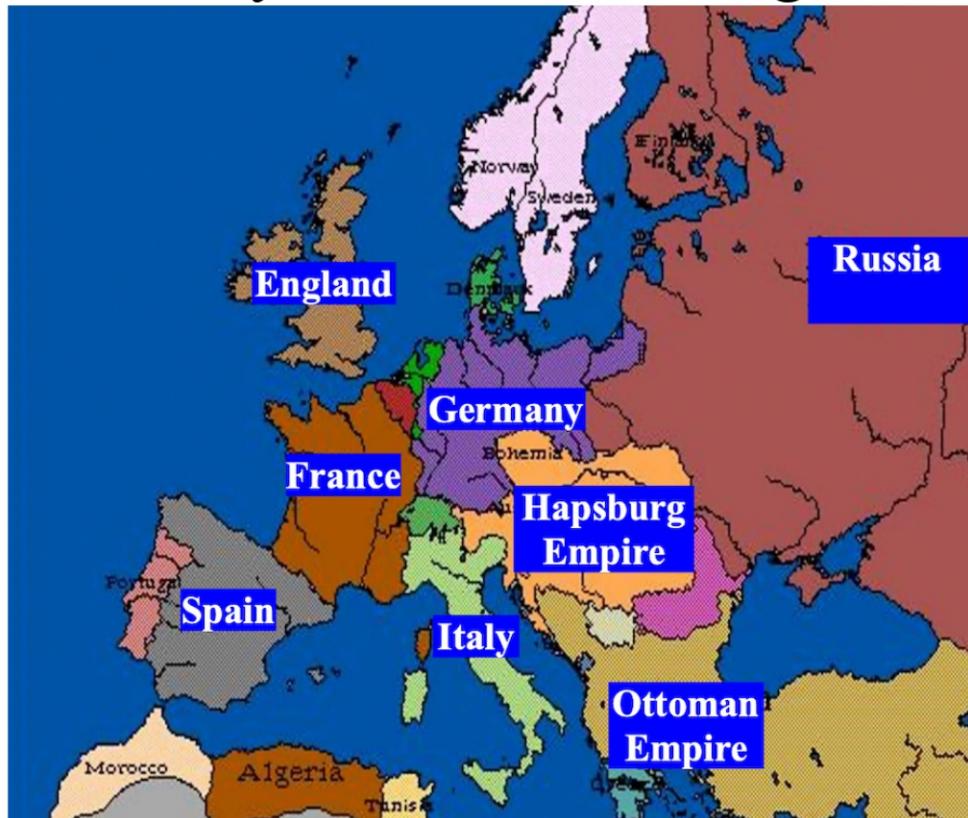 Norway
Sweden
Finland
Russia
England
Denmark
Germany
Bohemia
France
Hapsburg
Empire
Portugal
Spain
Italy
Ottoman
Empire
Morocco
Algeria
Tunisia